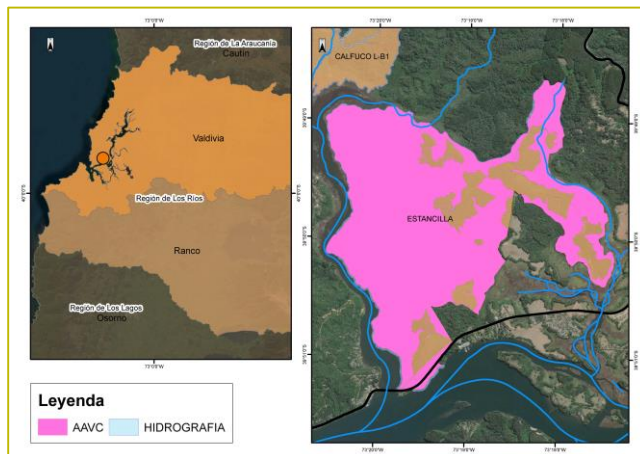 Región de La Araucanía
Cautín
Valdivia
Región de Los Ríos
Ranco
Región de Los Lagos
Osorno
CALFUCO L-B1
ESTANCILLA
Leyenda
AAVC
HIDROGRAFIA